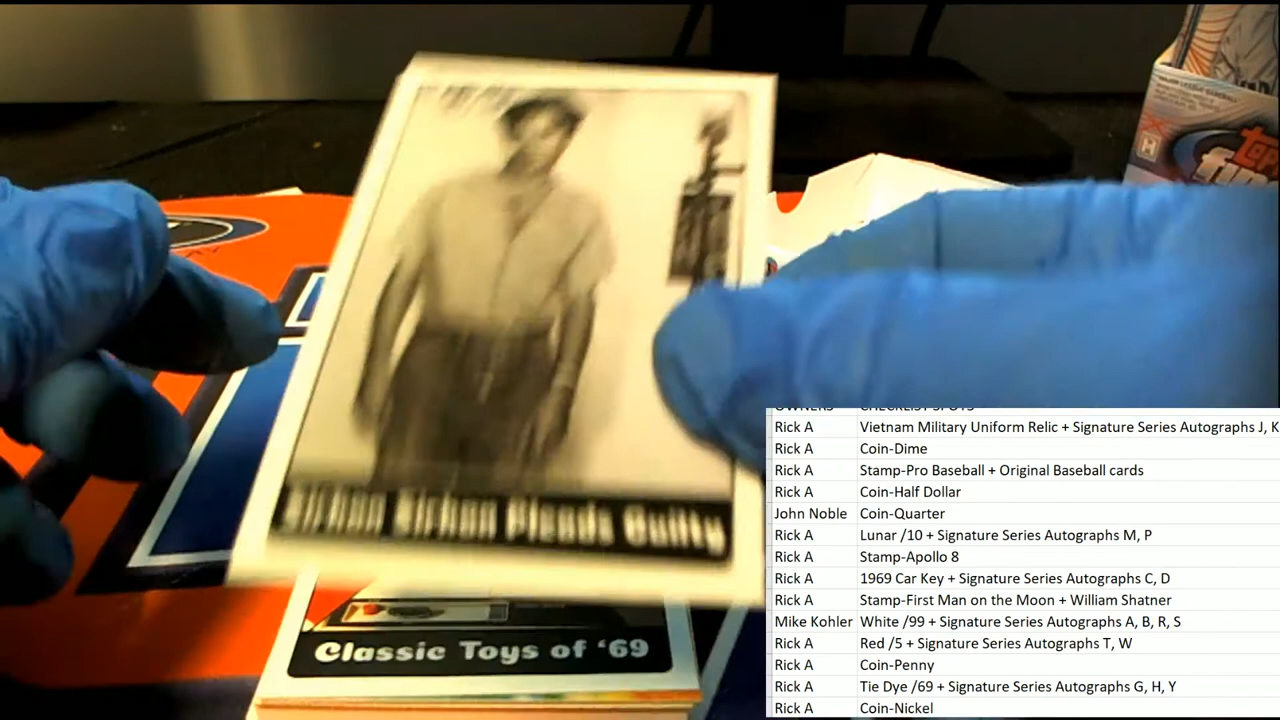 Sirhan Sirhan Pleads Guilty
Classic Toys of '69
TOPPS
OWNERS CHECKLIST SPOTS
Rick A Vietnam Military Uniform Relic + Signature Series Autographs J, K
Rick A Coin-Dime
Rick A Stamp-Pro Baseball + Original Baseball cards
Rick A Coin-Half Dollar
John Noble Coin-Quarter
Rick A Lunar /10 + Signature Series Autographs M, P
Rick A Stamp-Apollo 8
Rick A 1969 Car Key + Signature Series Autographs C, D
Rick A Stamp-First Man on the Moon + William Shatner
Mike Kohler White /99 + Signature Series Autographs A, B, R, S
Rick A Red /5 + Signature Series Autographs T, W
Rick A Coin-Penny
Rick A Tie Dye /69 + Signature Series Autographs G, H, Y
Rick A Coin-Nickel